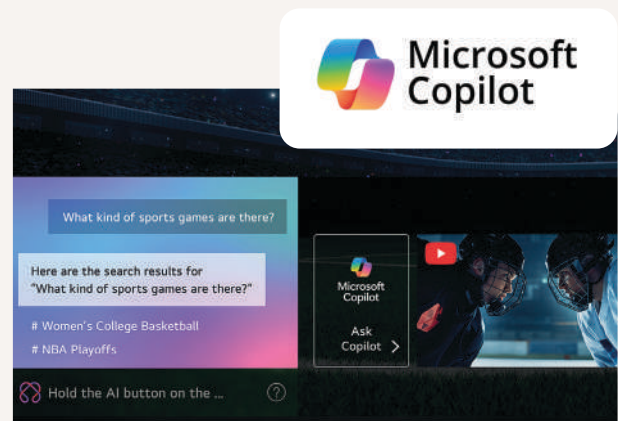 Microsoft
Copilot
What kind of sports games are there?
Here are the search results for
“What kind of sports games are there?”
# Women's College Basketball
# NBA Playoffs
Hold the AI button on the ...
?
Microsoft
Copilot
Ask
Copilot >